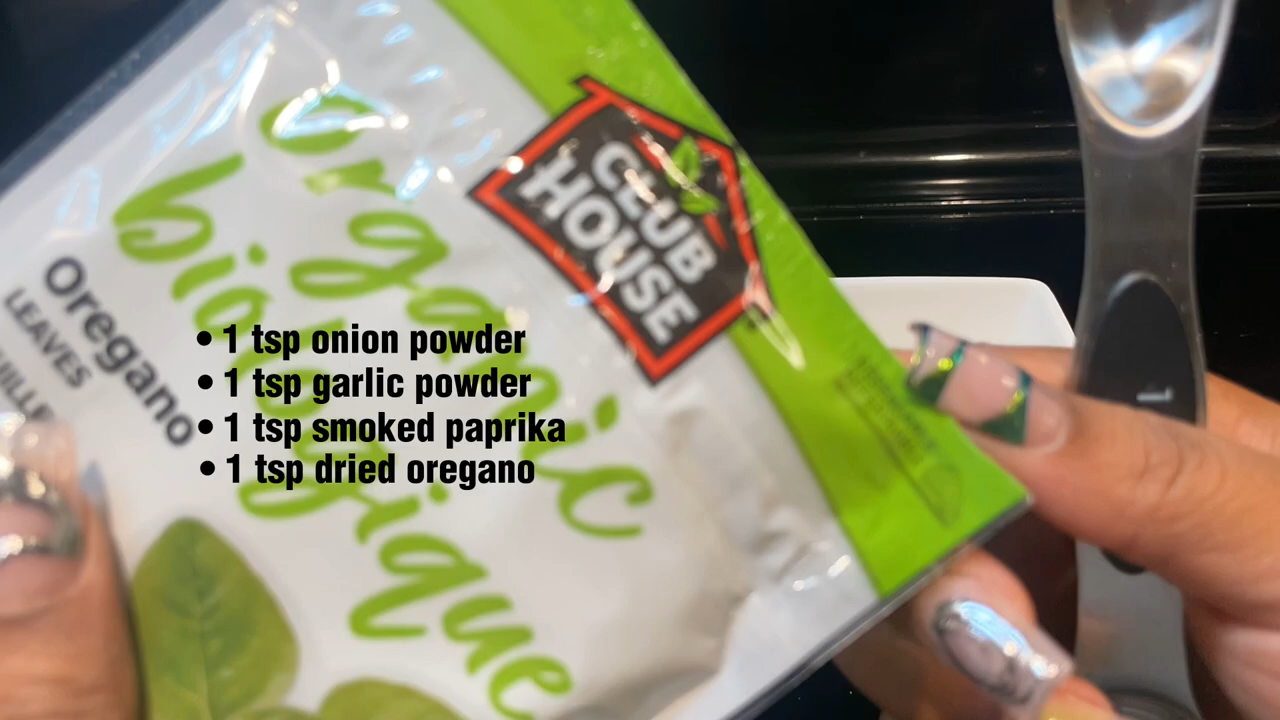 organic
biologique
CLUB
HOUSE
Oregano
LEAVES
• 1 tsp onion powder
• 1 tsp garlic powder
• 1 tsp smoked paprika
• 1 tsp dried oregano